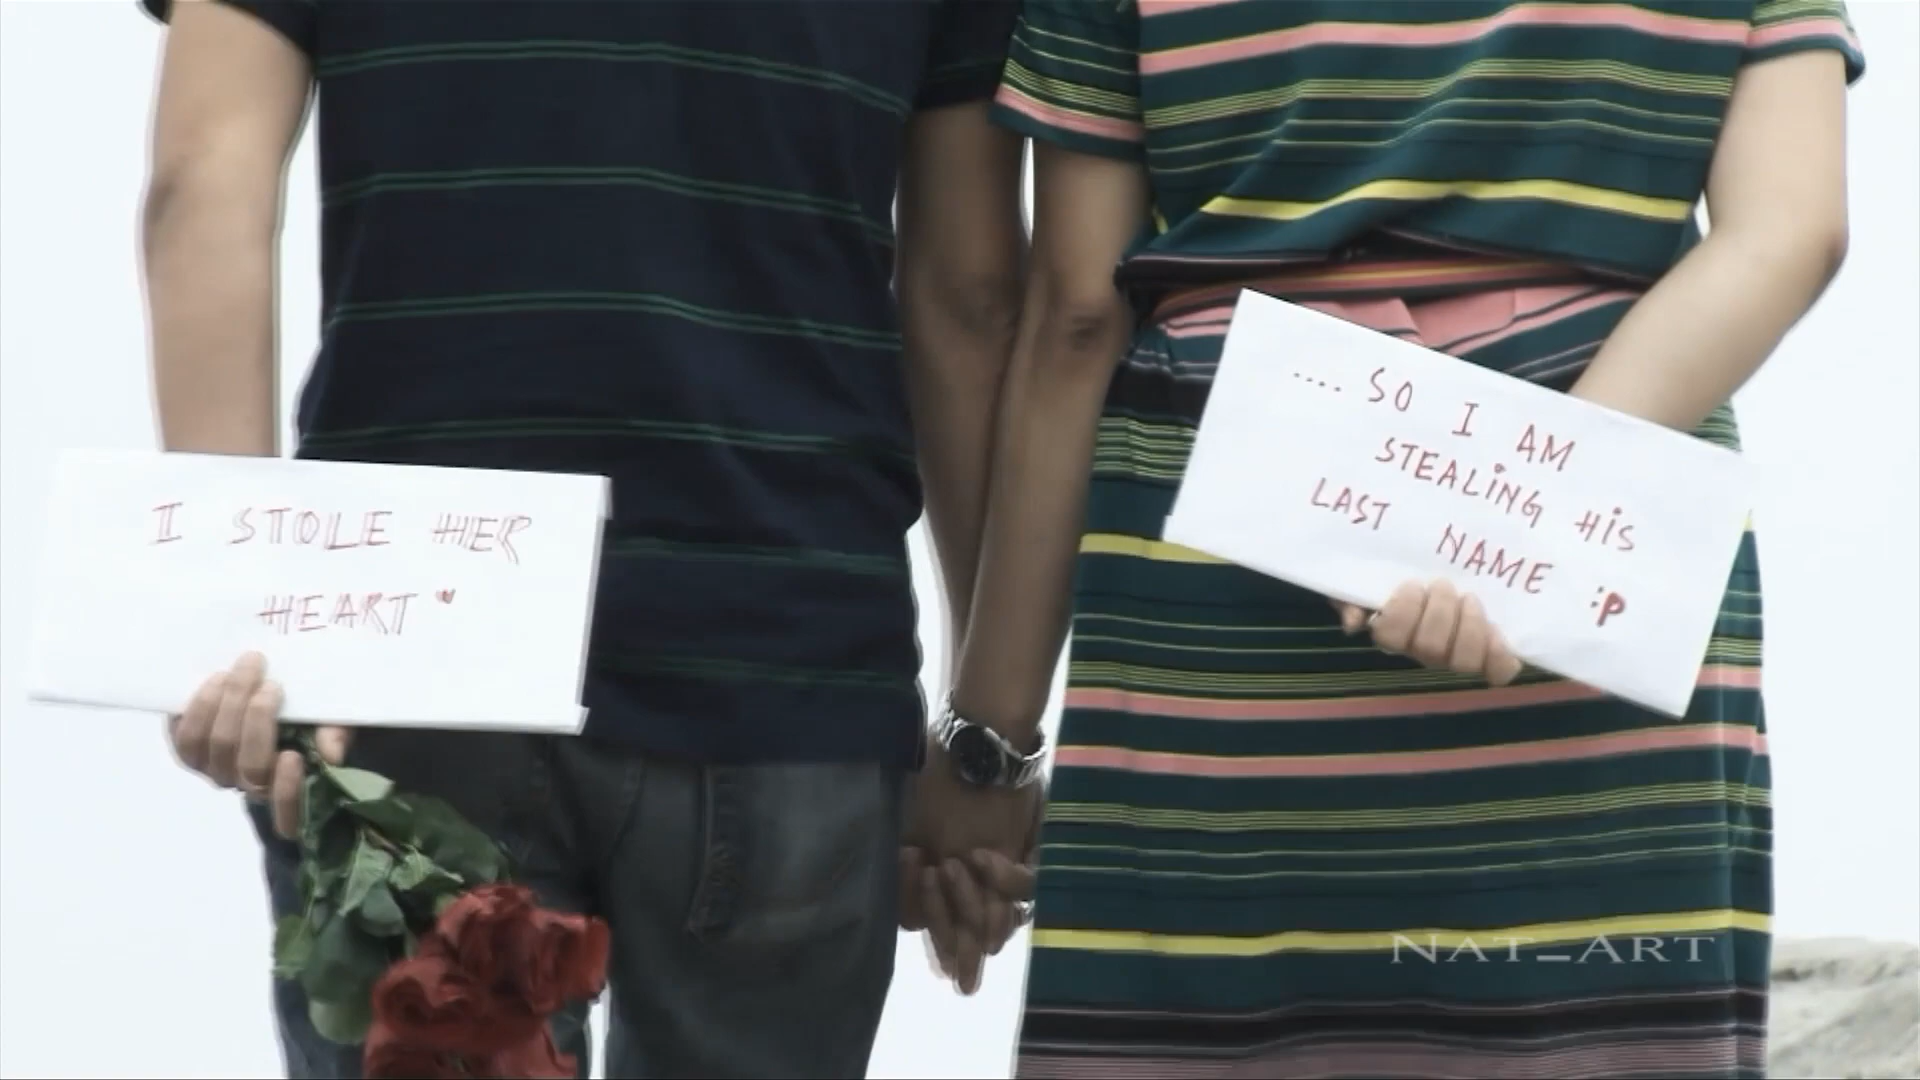 I STOLE HER
HEART
.... SO I AM
STEALING HIS
LAST NAME :P
NAT_ART